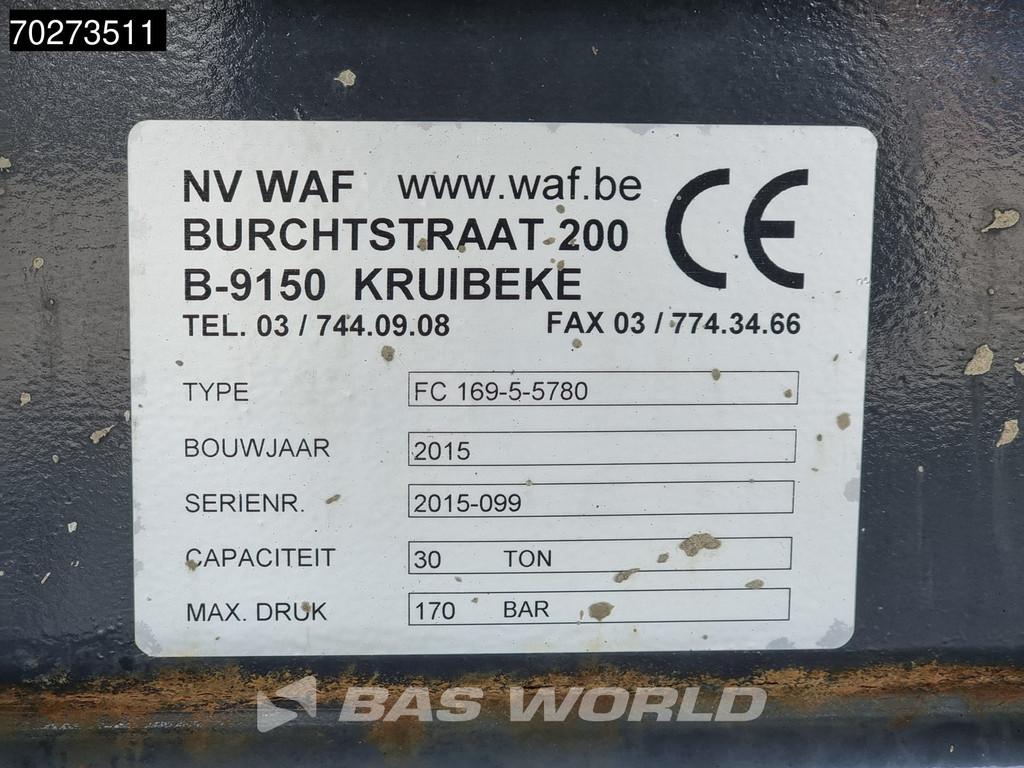 70273511
NV WAF www.waf.be
BURCHTSTRAAT 200
B-9150 KRUIBEKE
TEL. 03 / 744.09.08 FAX 03 / 774.34.66
CE
TYPE FC 169-5-5780
BOUWJAAR 2015
SERIENR. 2015-099
CAPACITEIT 30 TON
MAX. DRUK 170 BAR
BAS WORLD